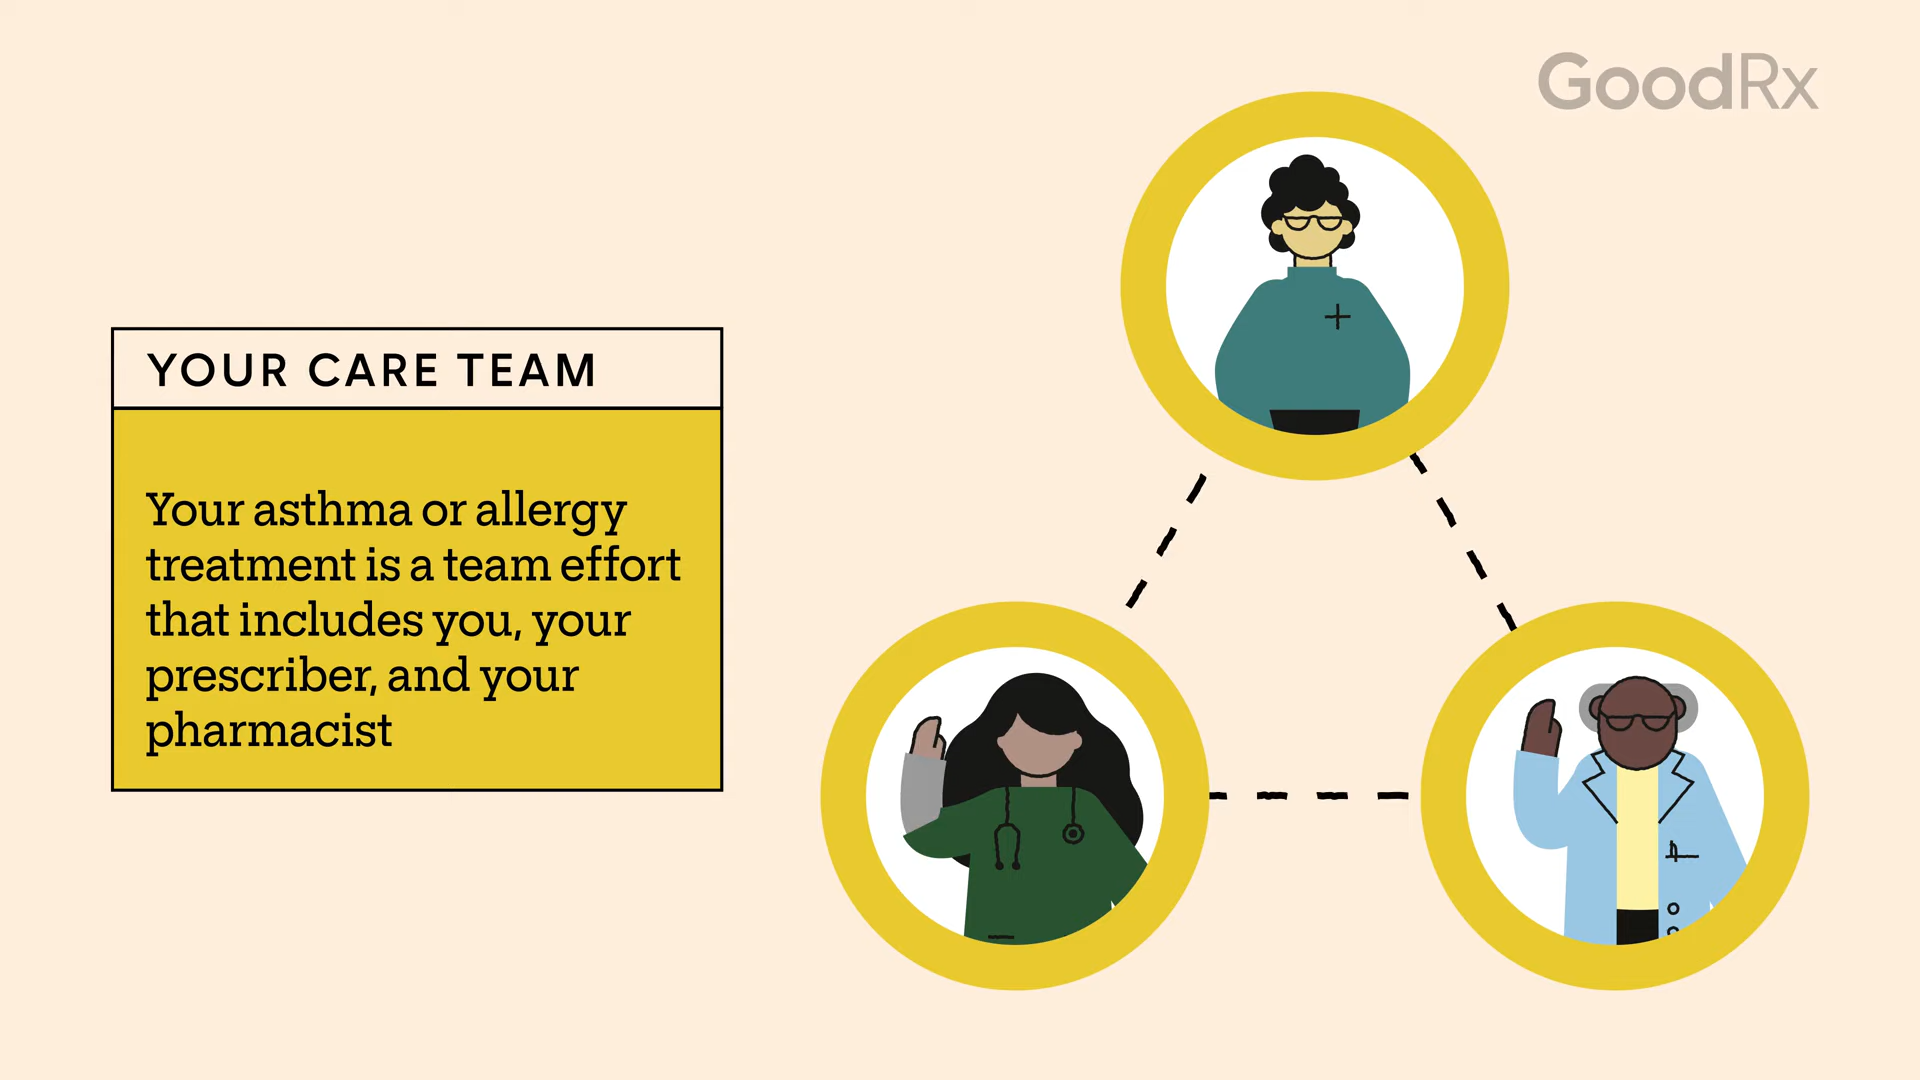 GoodRx
YOUR CARE TEAM
Your asthma or allergy
treatment is a team effort
that includes you, your
prescriber, and your
pharmacist